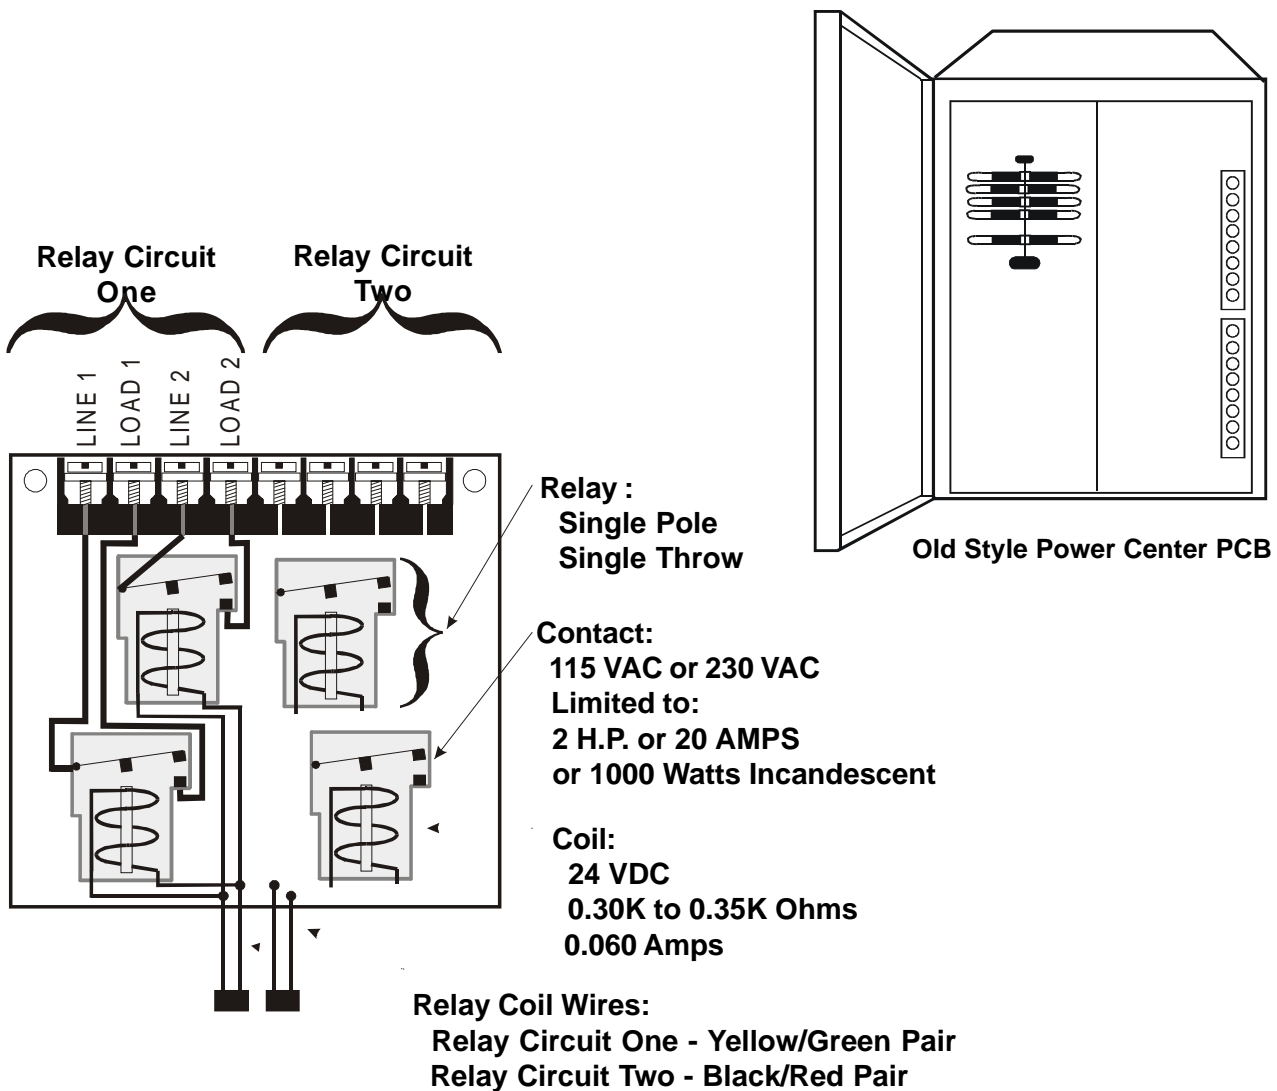 Relay Circuit
One
Relay Circuit
Two
LINE 1
LOAD 1
LINE 2
LOAD 2
Relay :
Single Pole
Single Throw
Old Style Power Center PCB
Contact:
115 VAC or 230 VAC
Limited to:
2 H.P. or 20 AMPS
or 1000 Watts Incandescent
Coil:
24 VDC
0.30K to 0.35K Ohms
0.060 Amps
Relay Coil Wires:
Relay Circuit One - Yellow/Green Pair
Relay Circuit Two - Black/Red Pair